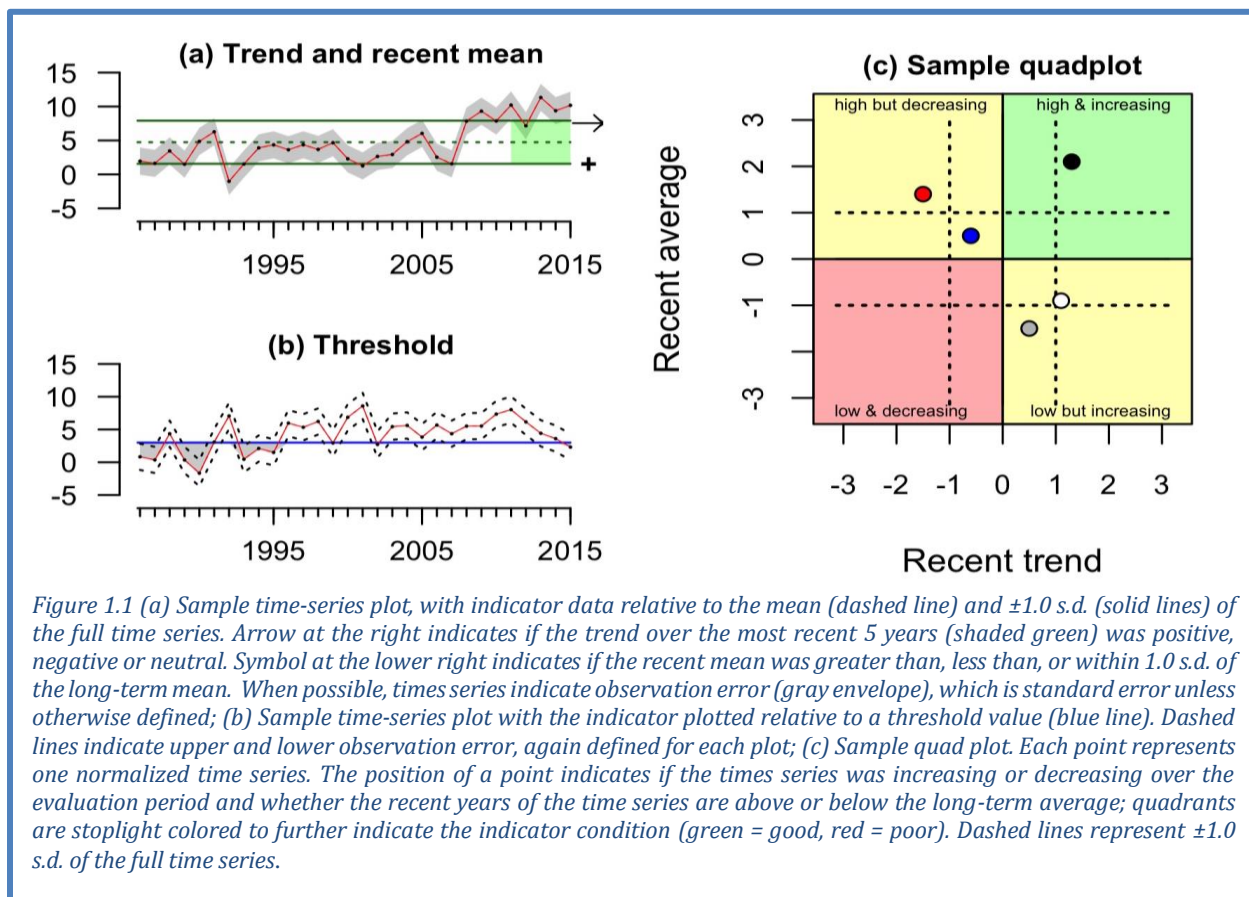 (a) Trend and recent mean
15
10
5
0
-5
+
1995
2005
2015
(b) Threshold
15
10
5
0
-5
1995
2005
2015
(c) Sample quadplot
high but decreasing
high & increasing
3
2
1
0
-1
-3
Recent average
low & decreasing
low but increasing
-3
-2
-1
0
1
2
3
Recent trend
Figure 1.1 (a) Sample time-series plot, with indicator data relative to the mean (dashed line) and ±1.0 s.d. (solid lines) of
the full time series. Arrow at the right indicates if the trend over the most recent 5 years (shaded green) was positive,
negative or neutral. Symbol at the lower right indicates if the recent mean was greater than, less than, or within 1.0 s.d. of
the long-term mean. When possible, times series indicate observation error (gray envelope), which is standard error unless
otherwise defined; (b) Sample time-series plot with the indicator plotted relative to a threshold value (blue line). Dashed
lines indicate upper and lower observation error, again defined for each plot; (c) Sample quad plot. Each point represents
one normalized time series. The position of a point indicates if the times series was increasing or decreasing over the
evaluation period and whether the recent years of the time series are above or below the long-term average; quadrants
are stoplight colored to further indicate the indicator condition (green = good, red = poor). Dashed lines represent ±1.0
s.d. of the full time series.